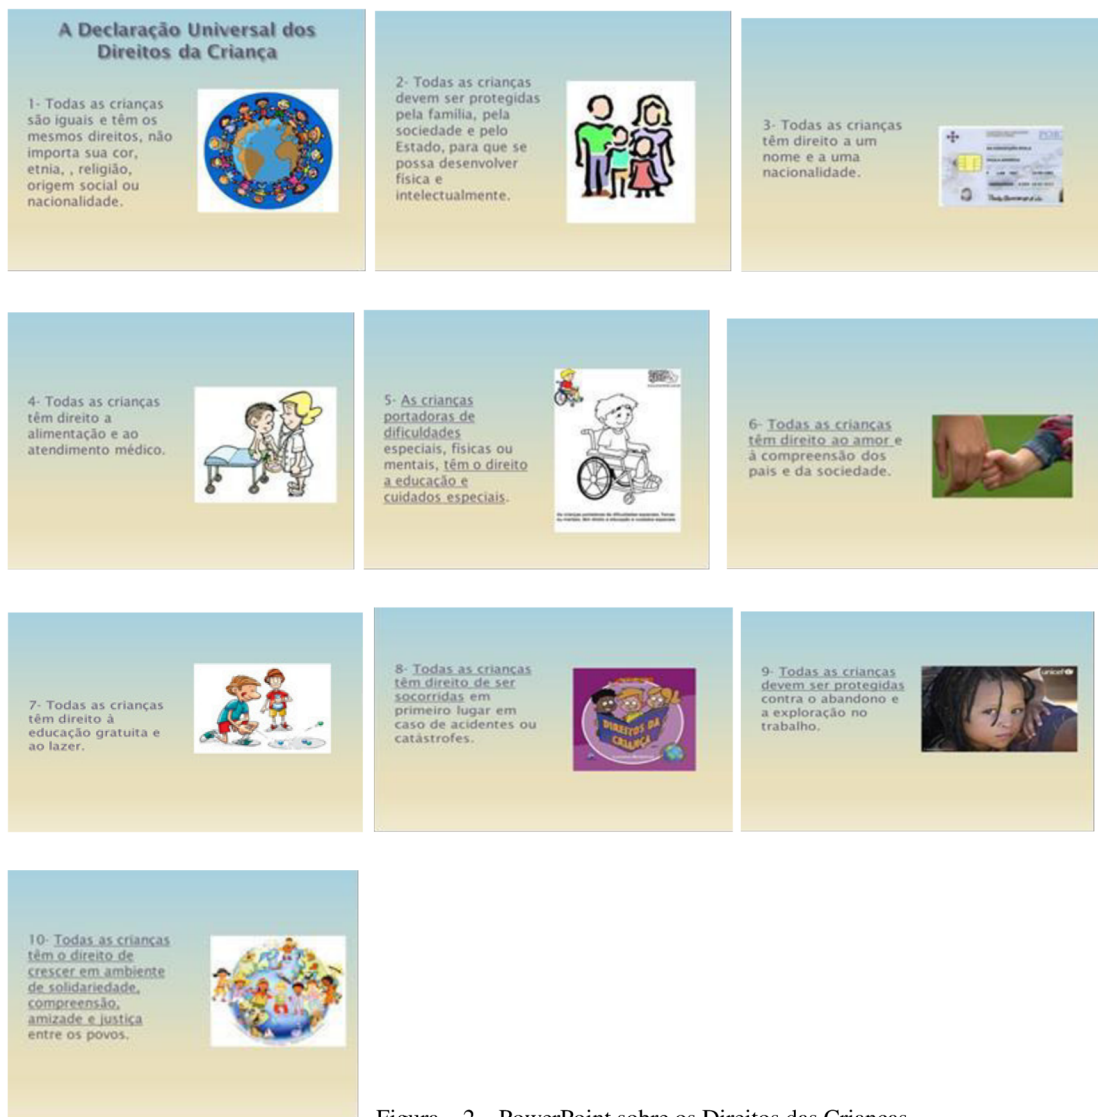 A Declaração Universal dos
Direitos da Criança
1- Todas as crianças
são iguais e têm os
mesmos direitos, não
importa sua cor,
etnia, , religião,
origem social ou
nacionalidade.
2- Todas as crianças
devem ser protegidas
pela família, pela
sociedade e pelo
Estado, para que se
possa desenvolver
física e
intelectualmente.
3- Todas as crianças
têm direito a um
nome e a uma
nacionalidade.
4- Todas as crianças
têm direito a
alimentação e ao
atendimento médico.
5- As crianças
portadoras de
dificuldades
especiais, físicas ou
mentais, têm o direito
a educação e
cuidados especiais.
6- Todas as crianças
têm direito ao amor e
à compreensão dos
pais e da sociedade.
7- Todas as crianças
têm direito à
educação gratuita e
ao lazer.
8- Todas as crianças
têm direito de ser
socorridas em
primeiro lugar em
caso de acidentes ou
catástrofes.
DIREITOS DA
CRIANÇA
9- Todas as crianças
devem ser protegidas
contra o abandono e
a exploração no
trabalho.
unicef
10- Todas as crianças
têm o direito de
crescer em ambiente
de solidariedade,
compreensão,
amizade e justiça
entre os povos.
Figura – 2 – PowerPoint sobre os Direitos das Crianças